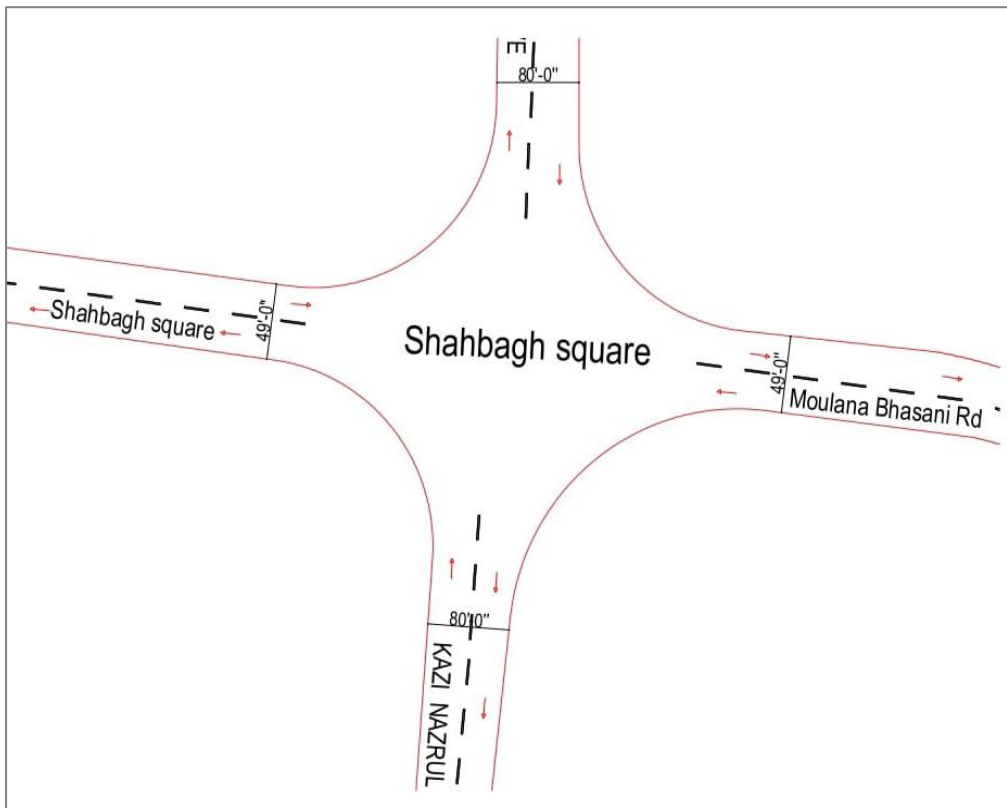 'E
80'-0"
Shahbagh square
49'-0"
Shahbagh square
49'-0"
Moulana Bhasani Rd
80'-0"
KAZI NAZRUL